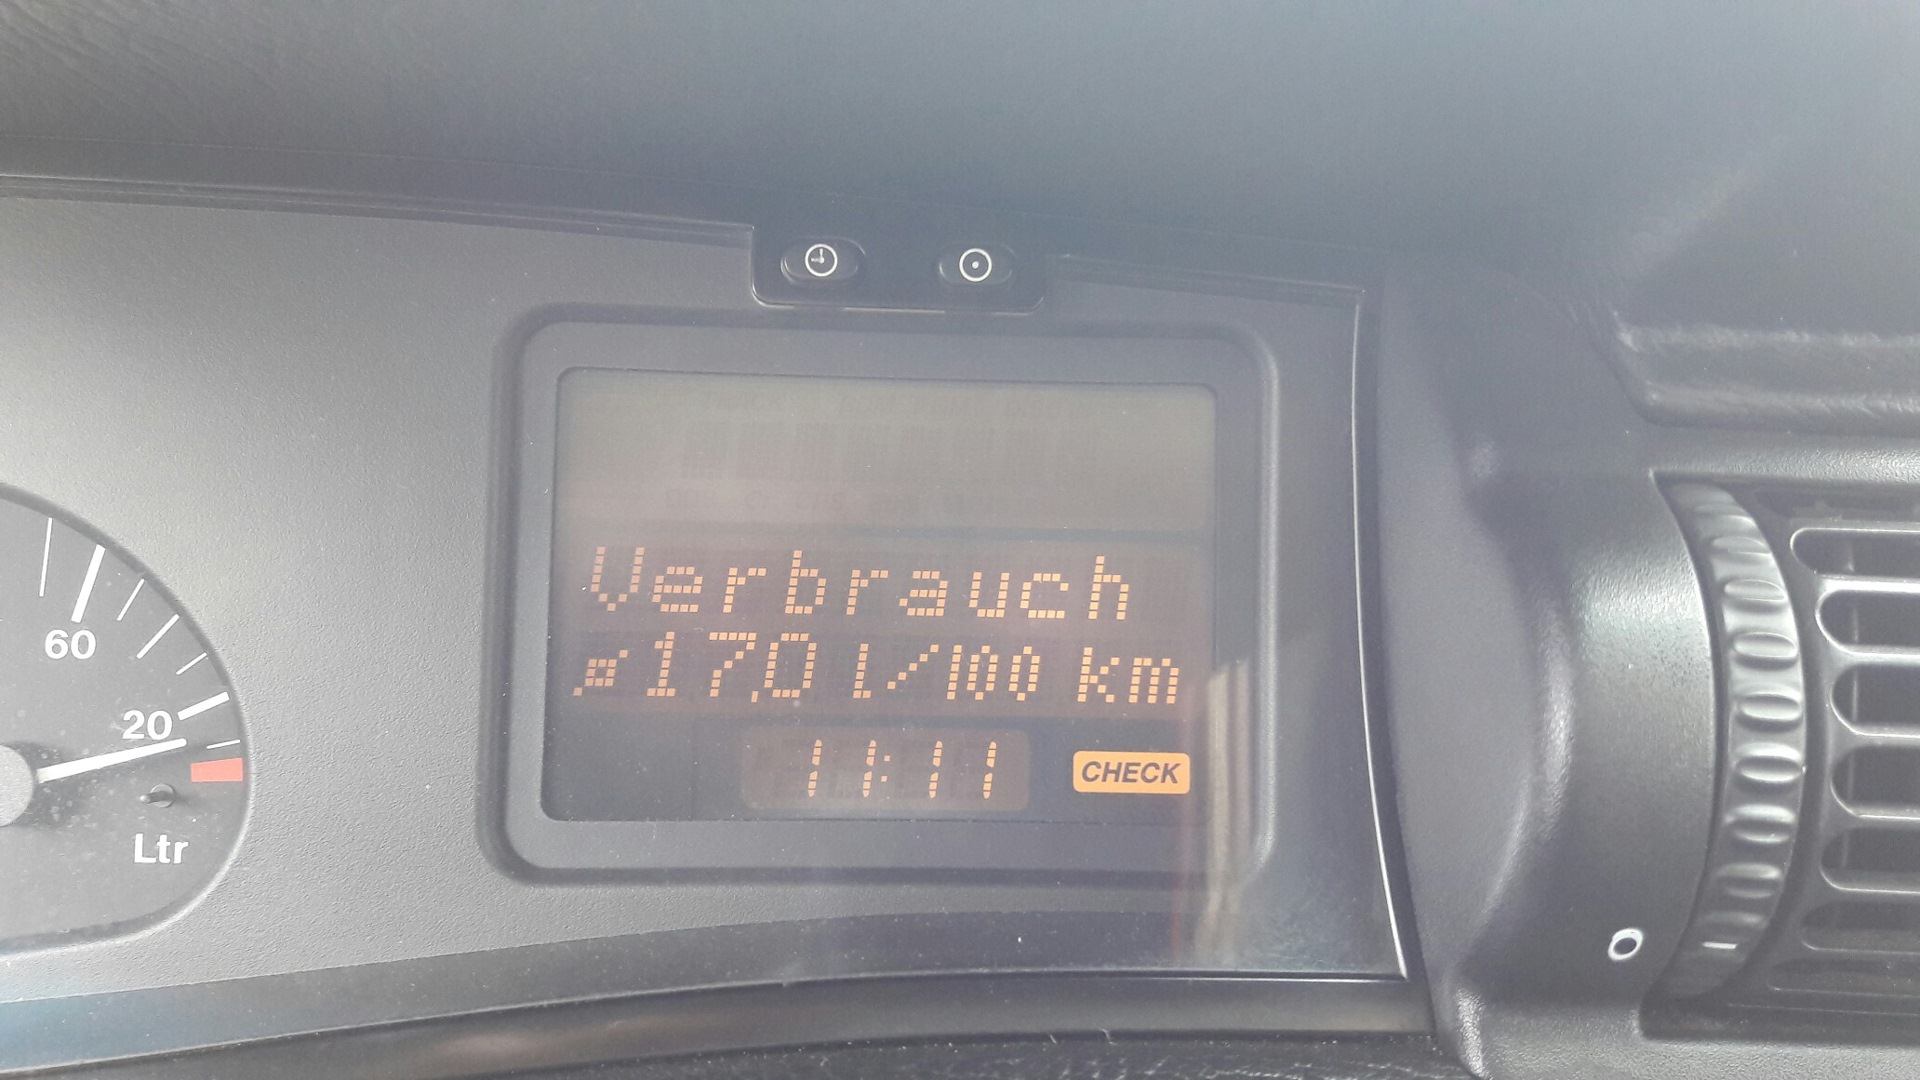 60
20
Ltr
Verbrauch
⌀17,0 l/100 km
11:11
CHECK